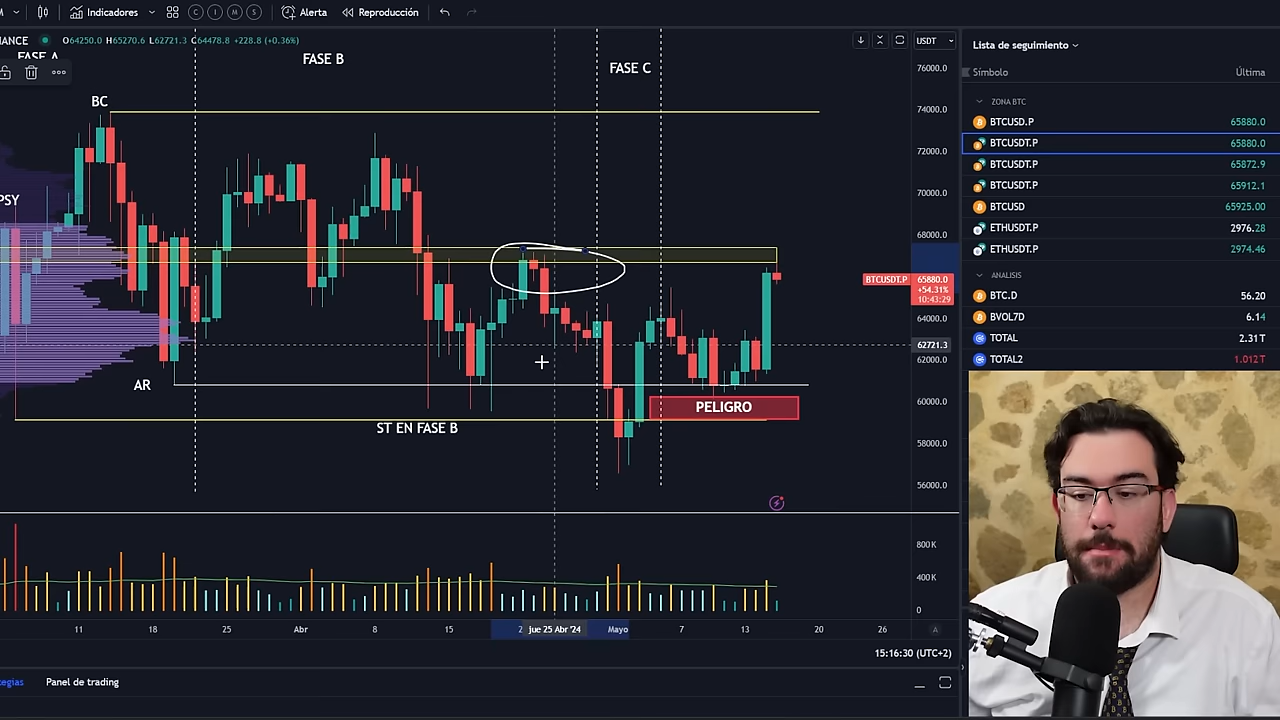 Indicadores
Alerta
Reproducción
O64250.0 H65270.6 L62721.3 C64478.8 +228.8 (+0.36%)
USDT
FASE A
FASE B
FASE C
BC
PSY
AR
ST EN FASE B
PELIGRO
76000.0
74000.0
72000.0
70000.0
68000.0
BTCUSDT.P
65880.0
+54.31%
10:43:29
64000.0
62721.3
62000.0
60000.0
58000.0
56000.0
800K
400K
0
11
18
25
Abr
8
15
2
jue 25 Abr '24
Mayo
7
13
20
26
A
15:16:30 (UTC+2)
Panel de trading
Lista de seguimiento
Símbolo Última
ZONA BTC
BTCUSD.P 65880.0
BTCUSDT.P 65880.0
BTCUSDT.P 65872.9
BTCUSDT.P 65912.1
BTCUSD 65925.00
ETHUSDT.P 2976.28
ETHUSDT.P 2974.46
ANALISIS
BTC.D 56.20
BVOL7D 6.14
TOTAL 2.31T
TOTAL2 1.012T